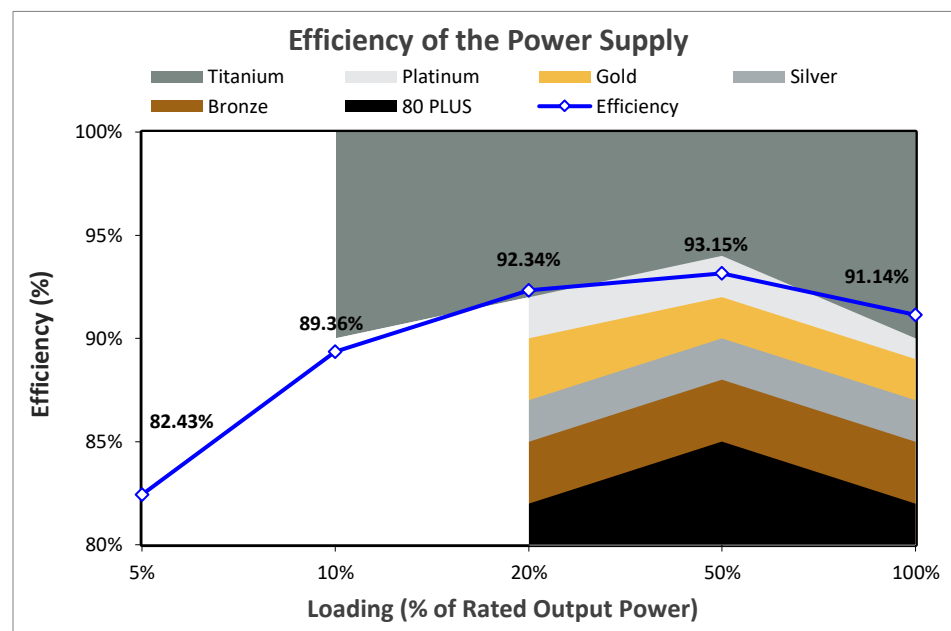 Efficiency of the Power Supply
Titanium Platinum Gold Silver
Bronze 80 PLUS Efficiency
100%
95%
90%
85%
80%
Efficiency (%)
82.43%
89.36%
92.34%
93.15%
91.14%
5% 10% 20% 50% 100%
Loading (% of Rated Output Power)